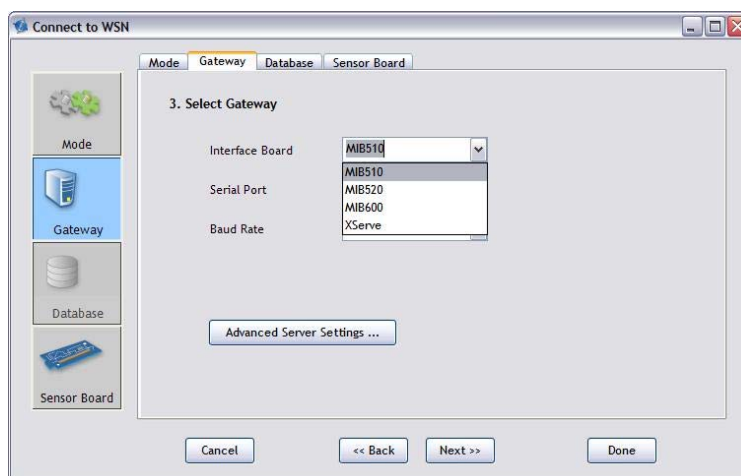 Connect to WSN
Mode Gateway Database Sensor Board
3. Select Gateway
Mode
Interface Board MIB510
MIB510
Serial Port MIB520
MIB600
Gateway Baud Rate XServe
Database
Advanced Server Settings ...
Sensor Board
Cancel << Back Next >> Done